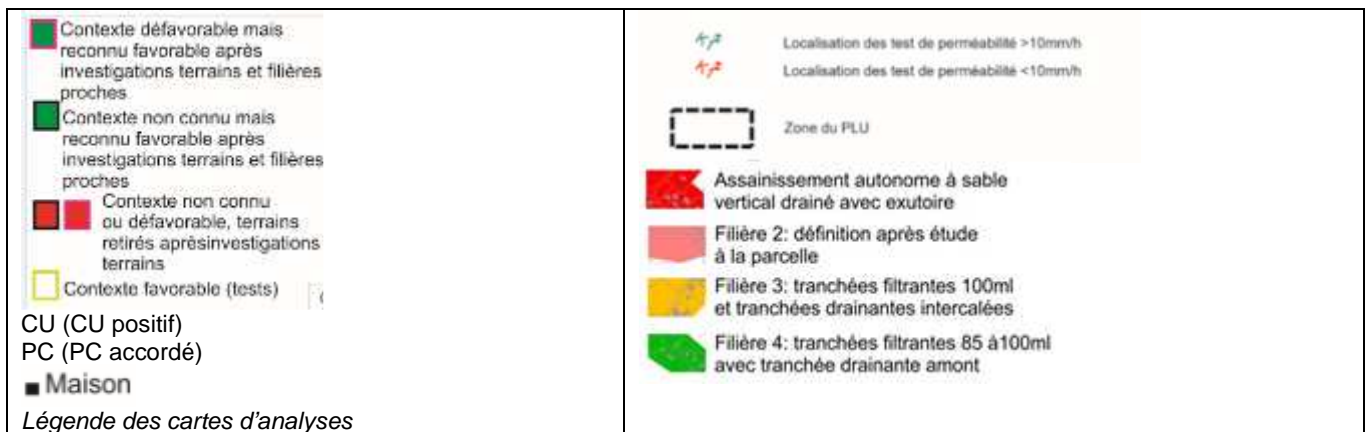 Contexte défavorable mais
reconnu favorable après
investigations terrains et filières
proches
Contexte non connu mais
reconnu favorable après
investigations terrains et filières
proches
Contexte non connu
ou défavorable, terrains
retirés aprèsinvestigations
terrains
Contexte favorable (tests)
CU (CU positif)
PC (PC accordé)
Maison
Légende des cartes d'analyses
Localisation des test de perméabilité >10mm/h
Localisation des test de perméabilité <10mm/h
Zone du PLU
Assainissement autonome à sable
vertical drainé avec exutoire
Filière 2: définition après étude
à la parcelle
Filière 3: tranchées filtrantes 100ml
et tranchées drainantes intercalées
Filière 4: tranchées filtrantes 85 à100ml
avec tranchée drainante amont